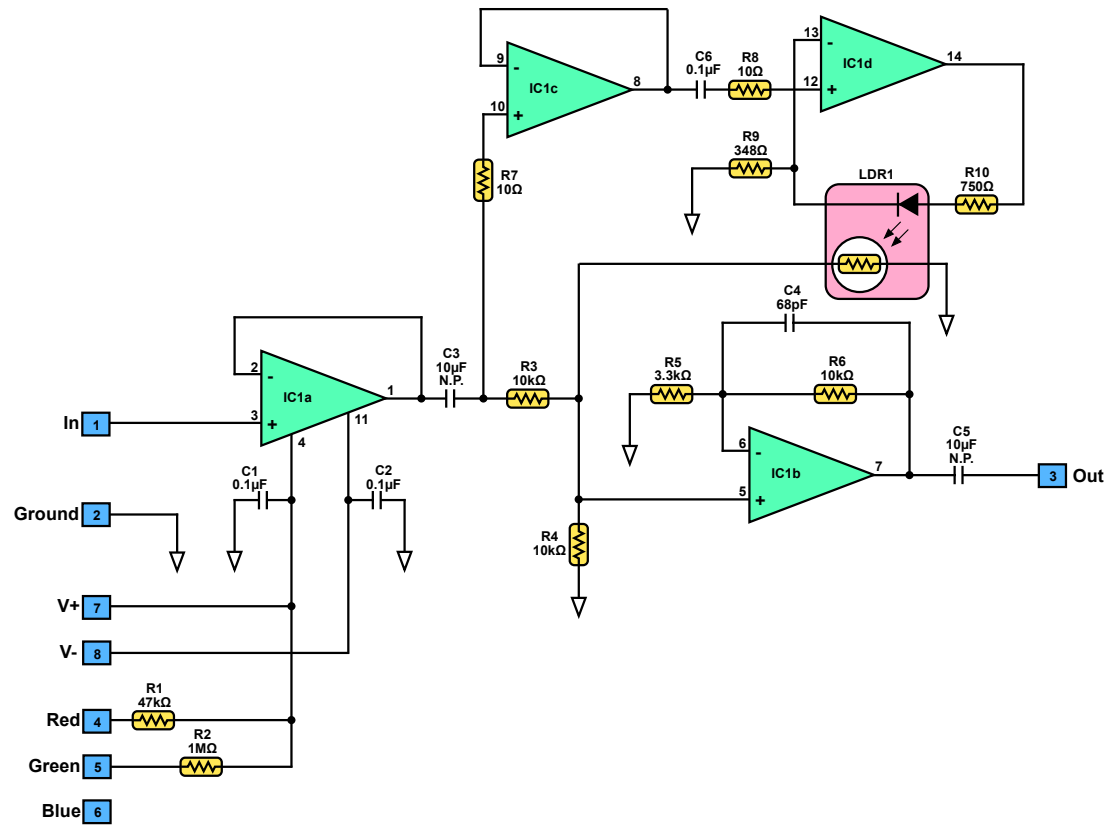 C6
0.1µF
R8
10Ω
13
-
IC1d
14
12
+
9
-
IC1c
8
10
+
R9
348Ω
R7
10Ω
LDR1
R10
750Ω
C4
68pF
2
-
IC1a
1
3
+
4
11
C3
10µF
N.P.
R3
10kΩ
R5
3.3kΩ
R6
10kΩ
In
1
C1
0.1µF
C2
0.1µF
6
-
IC1b
7
5
+
C5
10µF
N.P.
3
Out
Ground
2
R4
10kΩ
V+
7
V-
8
R1
47kΩ
Red
4
R2
1MΩ
Green
5
Blue
6